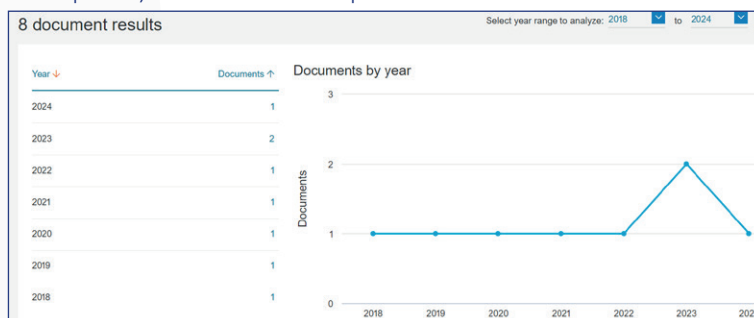 8 document results
Select year range to analyze: 2018 to 2024
Year ↓ Documents ↑
2024 1
2023 2
2022 1
2021 1
2020 1
2019 1
2018 1
Documents by year
Documents
3
2
1
0
2018 2019 2020 2021 2022 2023